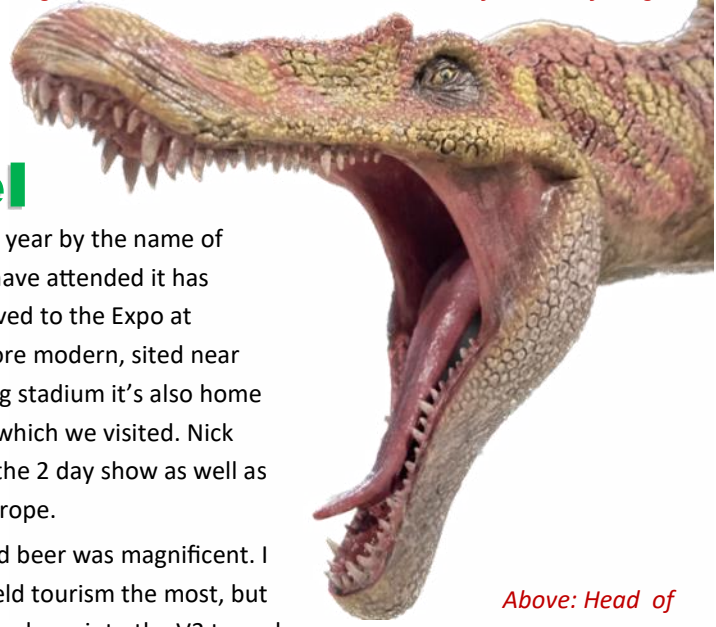 year by the name of
have attended it has
ved to the Expo at
ore modern, sited near
g stadium it’s also home
which we visited. Nick
the 2 day show as well as
rope.
d beer was magnificent. I
eld tourism the most, but
Above: Head of